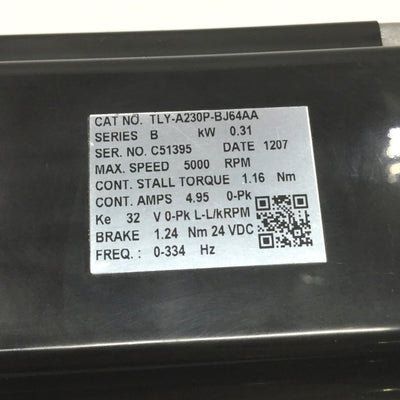 CAT NO. TLY-A230P-BJ64AA
SERIES B kW 0.31
SER. NO. C51395 DATE 1207
MAX. SPEED 5000 RPM
CONT. STALL TORQUE 1.16 Nm
CONT. AMPS 4.95 0-Pk
Ke 32 V 0-Pk L-L/kRPM
BRAKE 1.24 Nm 24 VDC
FREQ. : 0-334 Hz